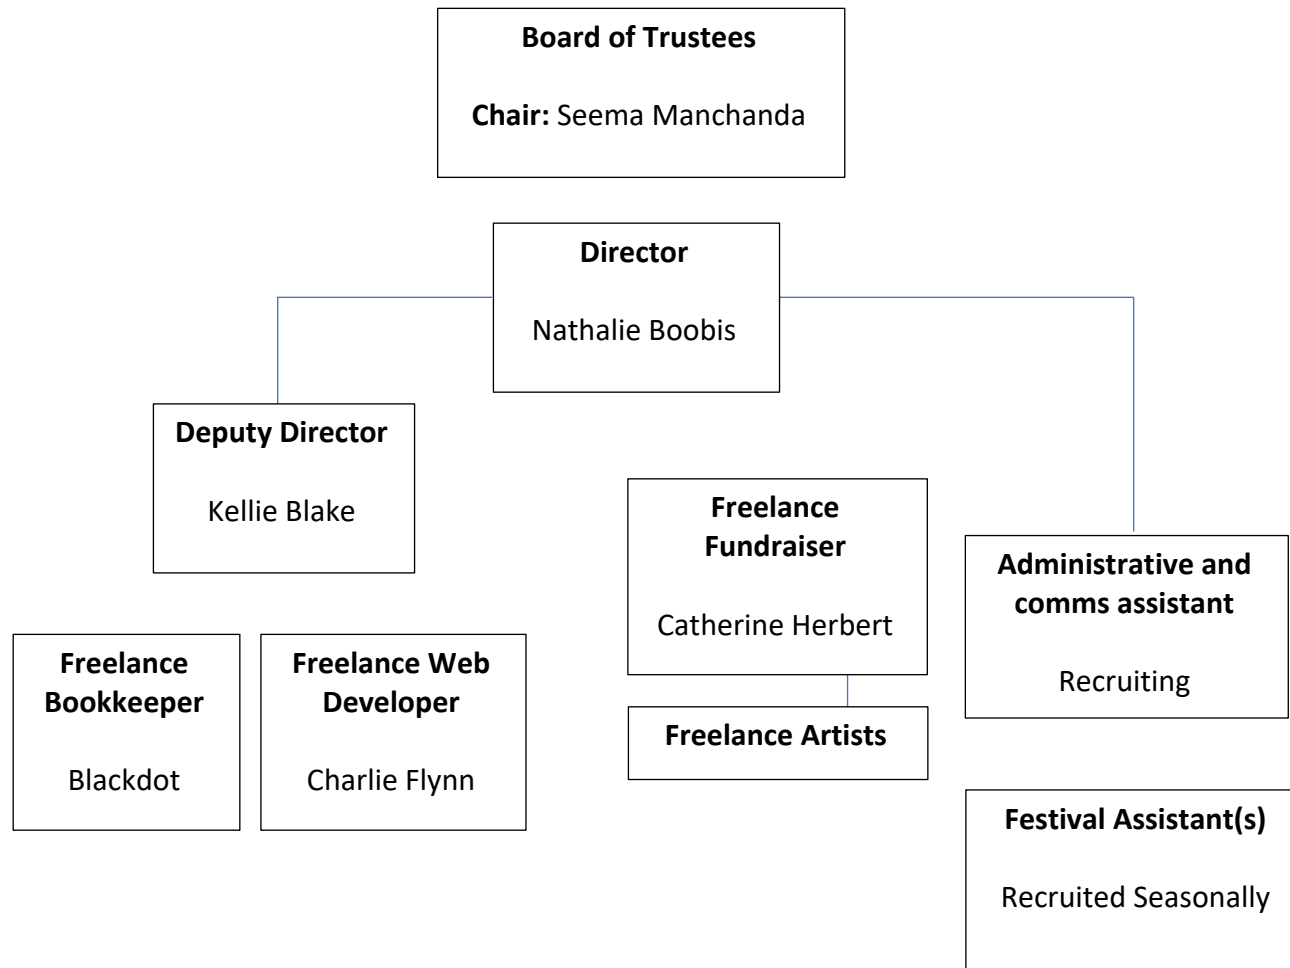 Board of Trustees
Chair: Seema Manchanda
Director
Nathalie Boobis
Deputy Director
Kellie Blake
Freelance
Fundraiser
Catherine Herbert
Administrative and
comms assistant
Recruiting
Freelance
Bookkeeper
Blackdot
Freelance Web
Developer
Charlie Flynn
Freelance Artists
Festival Assistant(s)
Recruited Seasonally